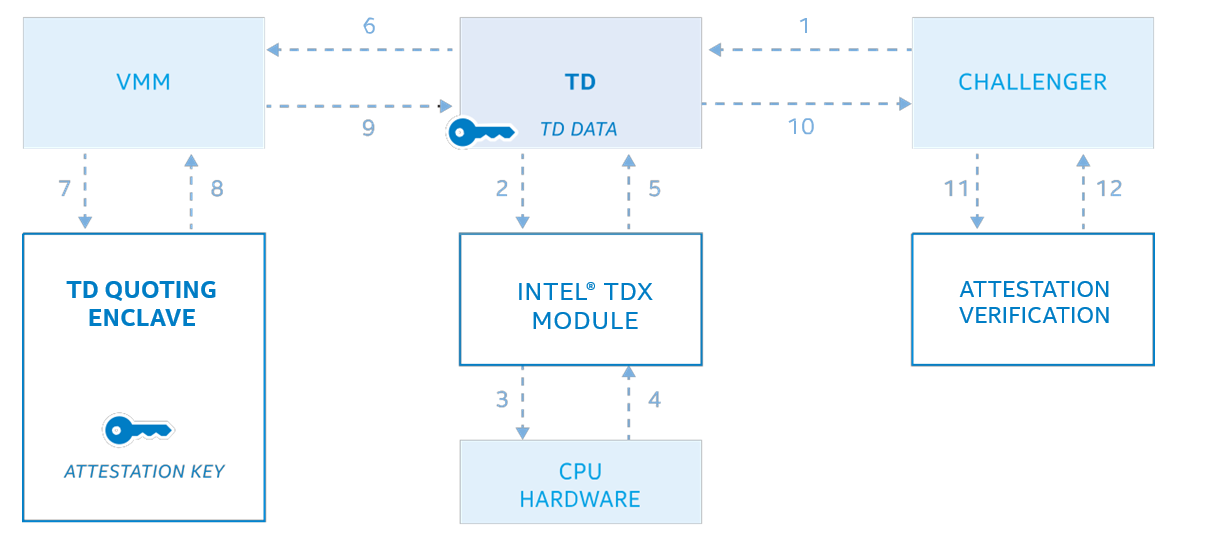 6
1
VMM
TD
CHALLENGER
9
TD DATA
10
7
8
2
5
11
12
TD QUOTING
ENCLAVE
INTEL® TDX
MODULE
ATTESTATION
VERIFICATION
3
4
ATTESTATION KEY
CPU
HARDWARE